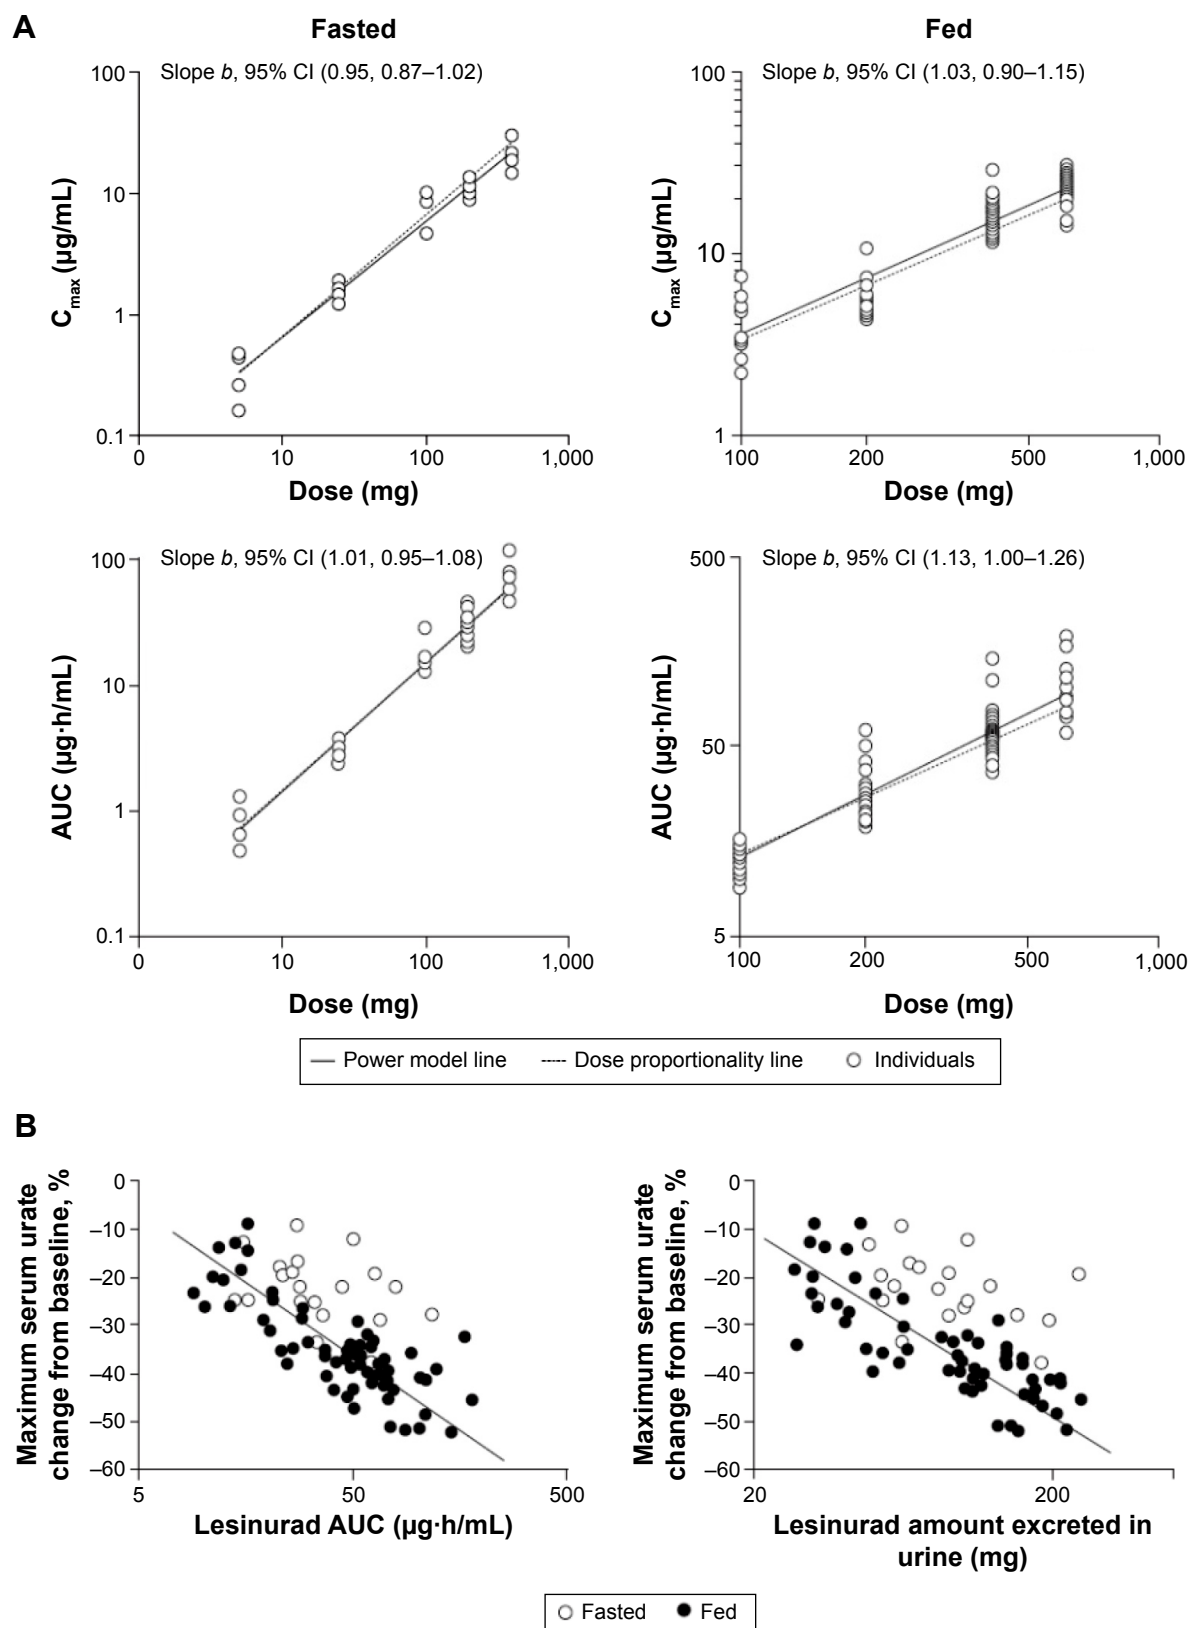 A
Fasted
Fed
Slope b, 95% CI (0.95, 0.87–1.02)
100
10
1
0.1
Cmax (µg/mL)
0
10
100
1,000
Dose (mg)
Slope b, 95% CI (1.03, 0.90–1.15)
100
10
1
Cmax (µg/mL)
100
200
500
1,000
Dose (mg)
Slope b, 95% CI (1.01, 0.95–1.08)
100
10
1
0.1
AUC (µg·h/mL)
0
10
100
1,000
Dose (mg)
Slope b, 95% CI (1.13, 1.00–1.26)
500
50
5
AUC (µg·h/mL)
100
200
500
1,000
Dose (mg)
Power model line
Dose proportionality line
Individuals
B
Maximum serum urate
change from baseline, %
0
–10
–20
–30
–40
–50
–60
5
50
500
Lesinurad AUC (µg·h/mL)
Maximum serum urate
change from baseline, %
0
–10
–20
–30
–40
–50
–60
20
200
Lesinurad amount excreted in
urine (mg)
Fasted
Fed